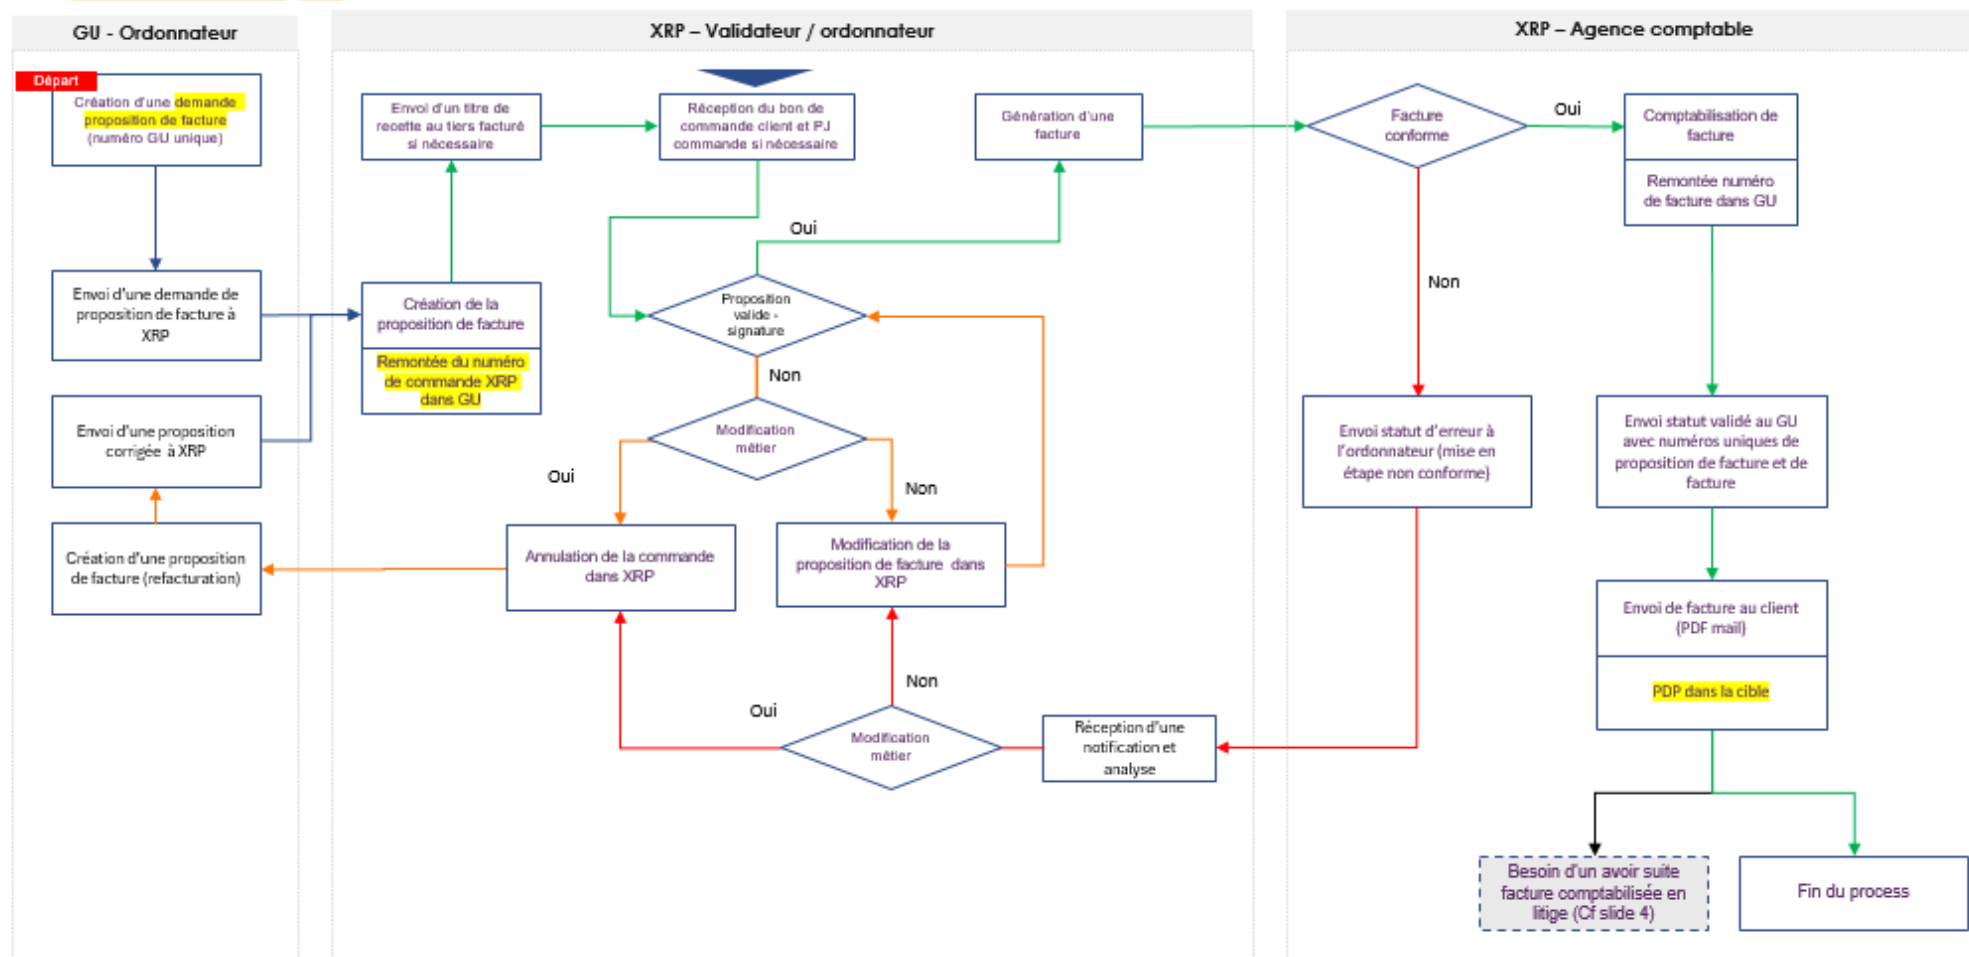 GU - Ordonnateur
XRP – Validateur / ordonnateur
XRP – Agence comptable
Départ
Création d'une demande
proposition de facture
(numéro GU unique)
Envoi d'une demande de
proposition de facture à
XRP
Envoi d'une proposition
corrigée à XRP
Création d'une proposition
de facture (refacturation)
Envoi d'un titre de
recette au tiers facturé
si nécessaire
Réception du bon de
commande client et PJ
commande si nécessaire
Génération d'une
facture
Oui
Création de la
proposition de facture
Remontée du numéro
de commande XRP
dans GU
Proposition
valide -
signature
Non
Modification
métier
Oui
Non
Annulation de la commande
dans XRP
Modification de la
proposition de facture dans
XRP
Non
Oui
Modification
métier
Réception d'une
notification et
analyse
Facture
conforme
Oui
Comptabilisation de
facture
Remontée numéro
de facture dans GU
Non
Envoi statut d'erreur à
l'ordonnateur (mise en
étape non conforme)
Envoi statut validé au GU
avec numéros uniques de
proposition de facture et de
facture
Envoi de facture au client
(PDF mail)
PDP dans la cible
Besoin d'un avoir suite
facture comptabilisée en
litige (Cf slide 4)
Fin du process